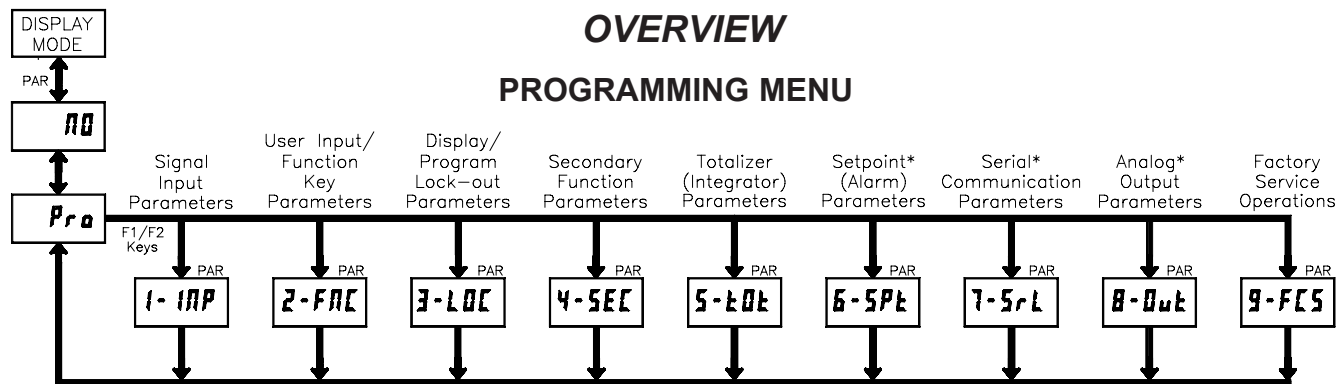 OVERVIEW
PROGRAMMING MENU
DISPLAY
MODE
PAR
NO
Pro
F1/F2
Keys
Signal
Input
Parameters
User Input/
Function
Key
Parameters
Display/
Program
Lock-out
Parameters
Secondary
Function
Parameters
Totalizer
(Integrator)
Parameters
Setpoint*
(Alarm)
Parameters
Serial*
Communication
Parameters
Analog*
Output
Parameters
Factory
Service
Operations
PAR
1-INP
PAR
2-FNC
PAR
3-LOC
PAR
4-SEC
PAR
5-tOt
PAR
6-SPt
PAR
7-SrL
PAR
8-Out
PAR
9-FCS